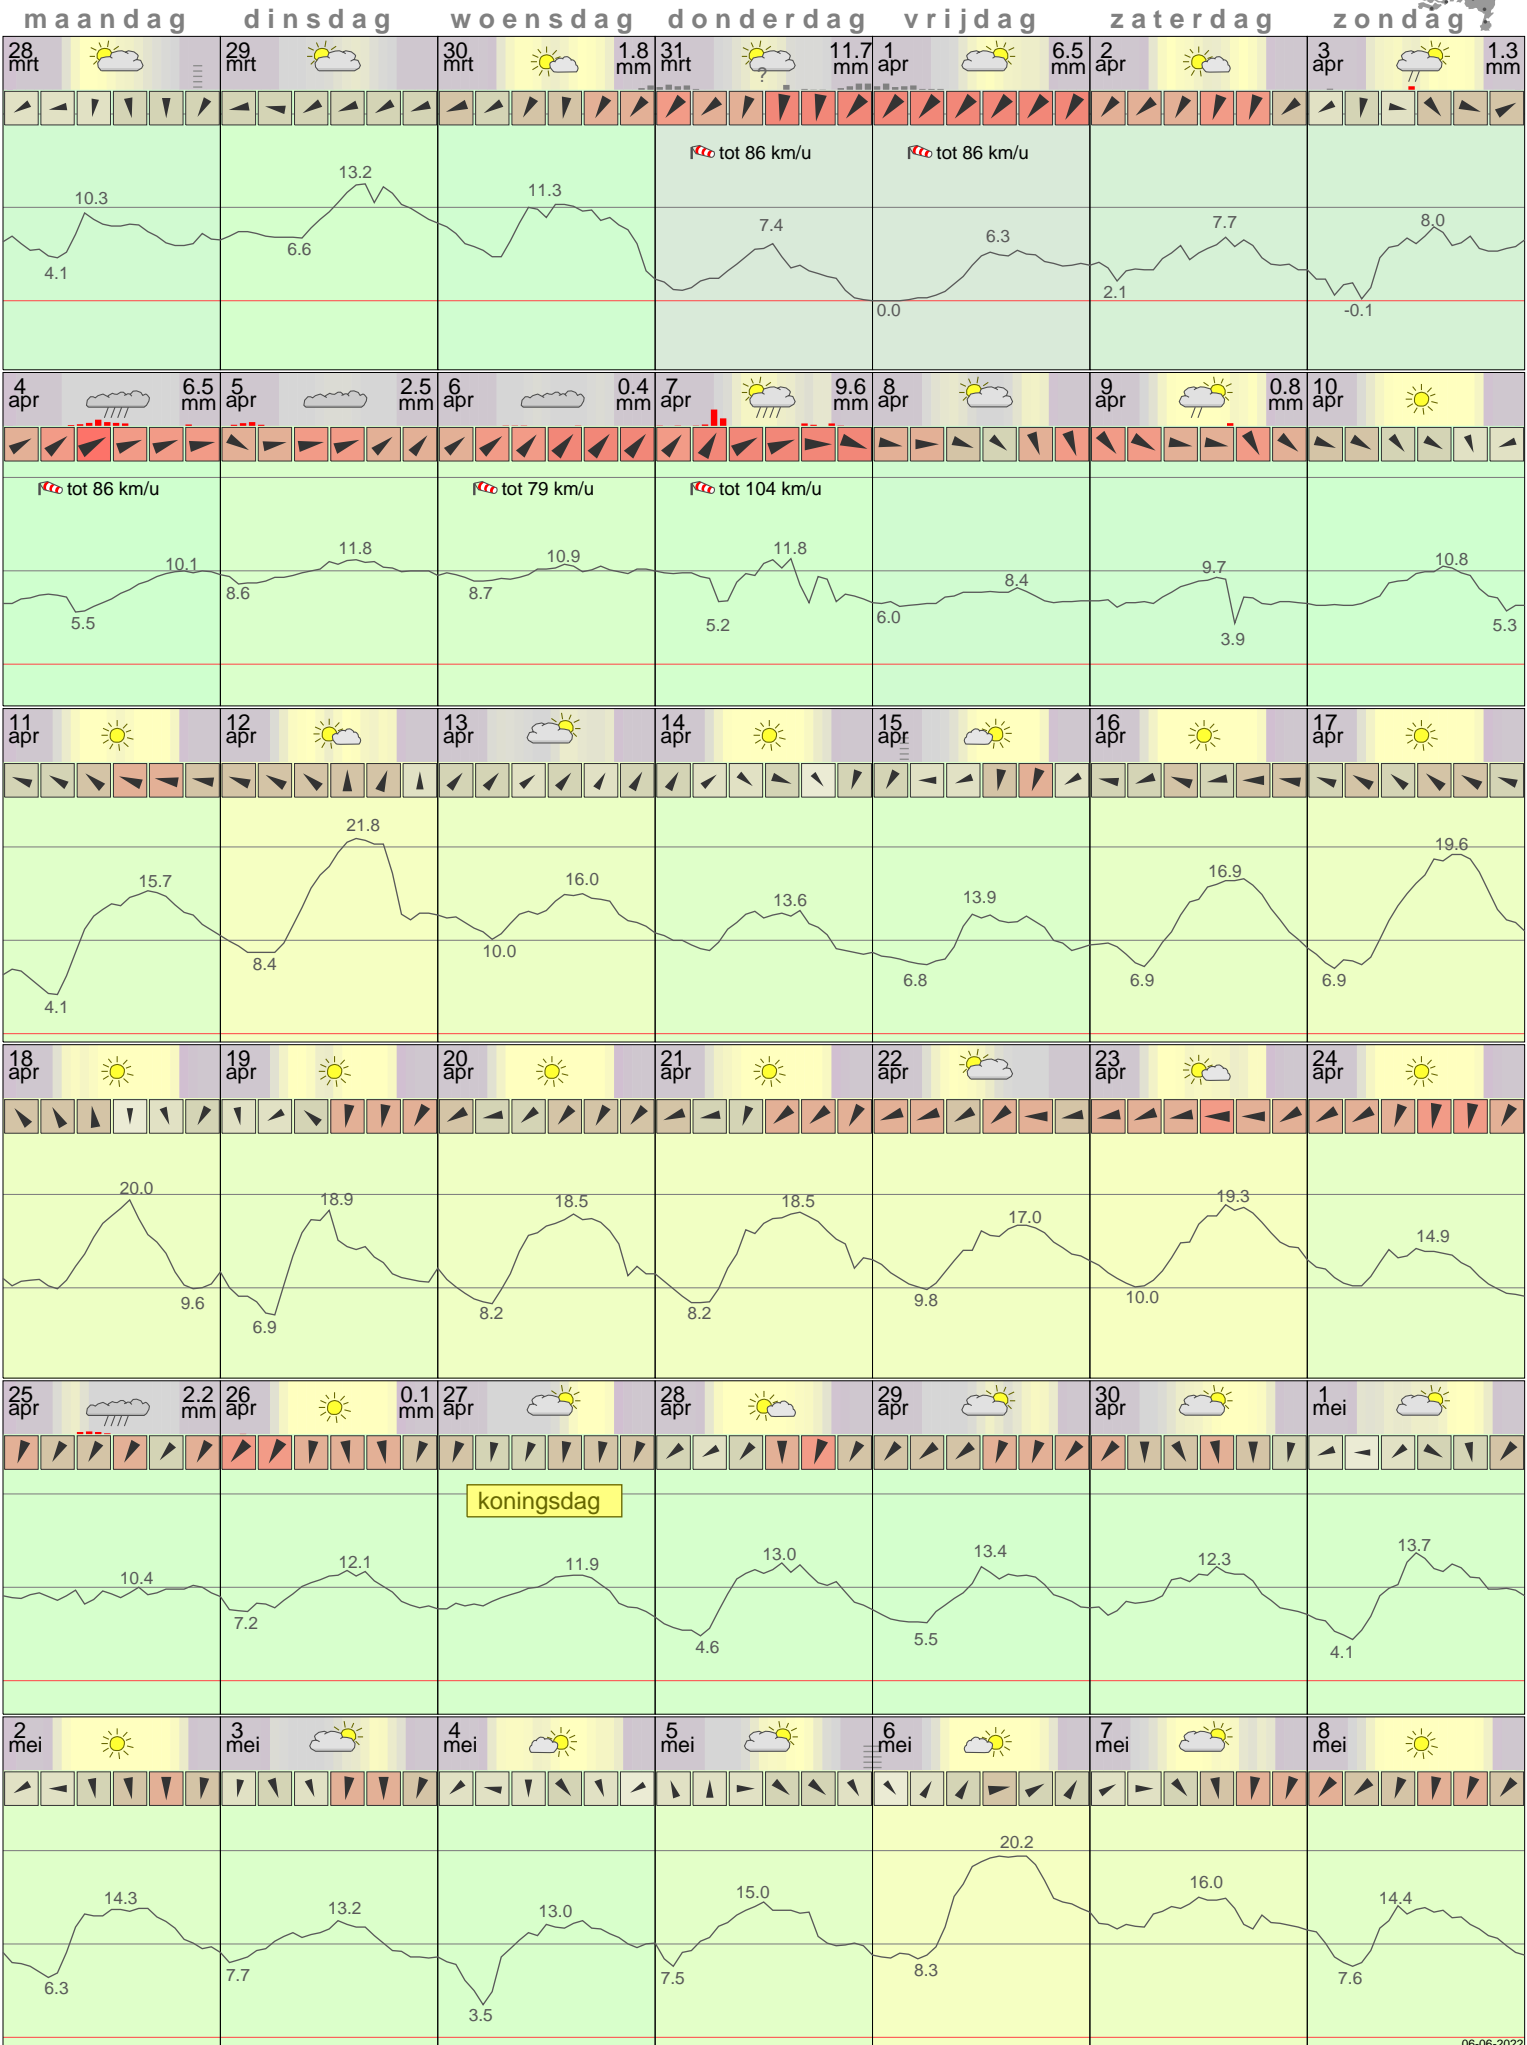 maandag dinsdag woensdag donderdag vrijdag zaterdag zondag
28 29 30 1.8 31 11.7 1 6.5 2 3 1.3
mrt mrt mrt mm mrt mm apr mm apr apr mm
?
tot 86 km/u tot 86 km/u
10.3 13.2 11.3 7.4 6.3 7.7 8.0
4.1 6.6 0.0 2.1 -0.1
4 6.5 5 2.5 6 0.4 7 9.6 8 9 0.8 10
apr mm apr mm apr mm apr mm apr apr mm apr
tot 86 km/u tot 79 km/u tot 104 km/u
10.1 11.8 10.9 11.8 8.4 9.7 10.8
5.5 8.6 8.7 5.2 6.0 3.9 5.3
11 12 13 14 15 16 17
apr apr apr apr apr apr apr
15.7 21.8 16.0 13.6 13.9 16.9 19.6
4.1 8.4 10.0 6.8 6.9 6.9
18 19 20 21 22 23 24
apr apr apr apr apr apr apr
20.0 18.9 18.5 18.5 17.0 19.3 14.9
9.6 6.9 8.2 8.2 9.8 10.0
25 2.2 26 0.1 27 28 29 30 1
apr mm apr mm apr apr apr apr mei
koningsdag
10.4 12.1 11.9 13.0 13.4 12.3 13.7
7.2 4.6 5.5 4.1
2 3 4 5 6 7 8
mei mei mei mei mei mei mei
14.3 13.2 13.0 15.0 20.2 16.0 14.4
6.3 7.7 3.5 7.5 8.3 7.6
06-06-2022